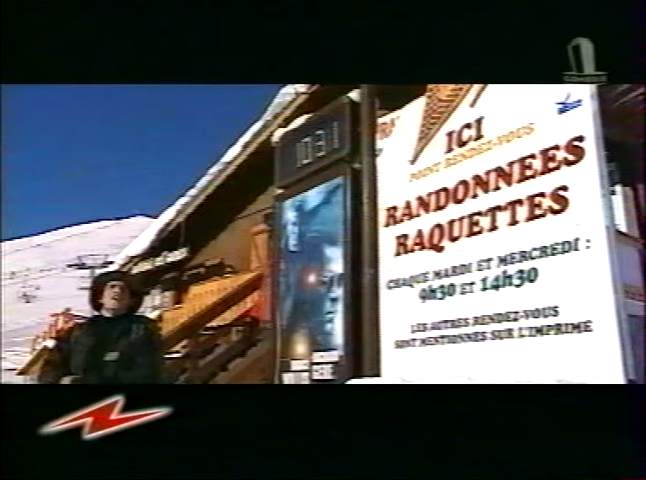 ICI
POINT RENDEZ-VOUS
RANDONNEES
RAQUETTES
CHAQUE MARDI ET MERCREDI :
9h30 ET 14h30
LES AUTRES RENDEZ-VOUS
SONT MENTIONNES SUR L'IMPRIME
1031